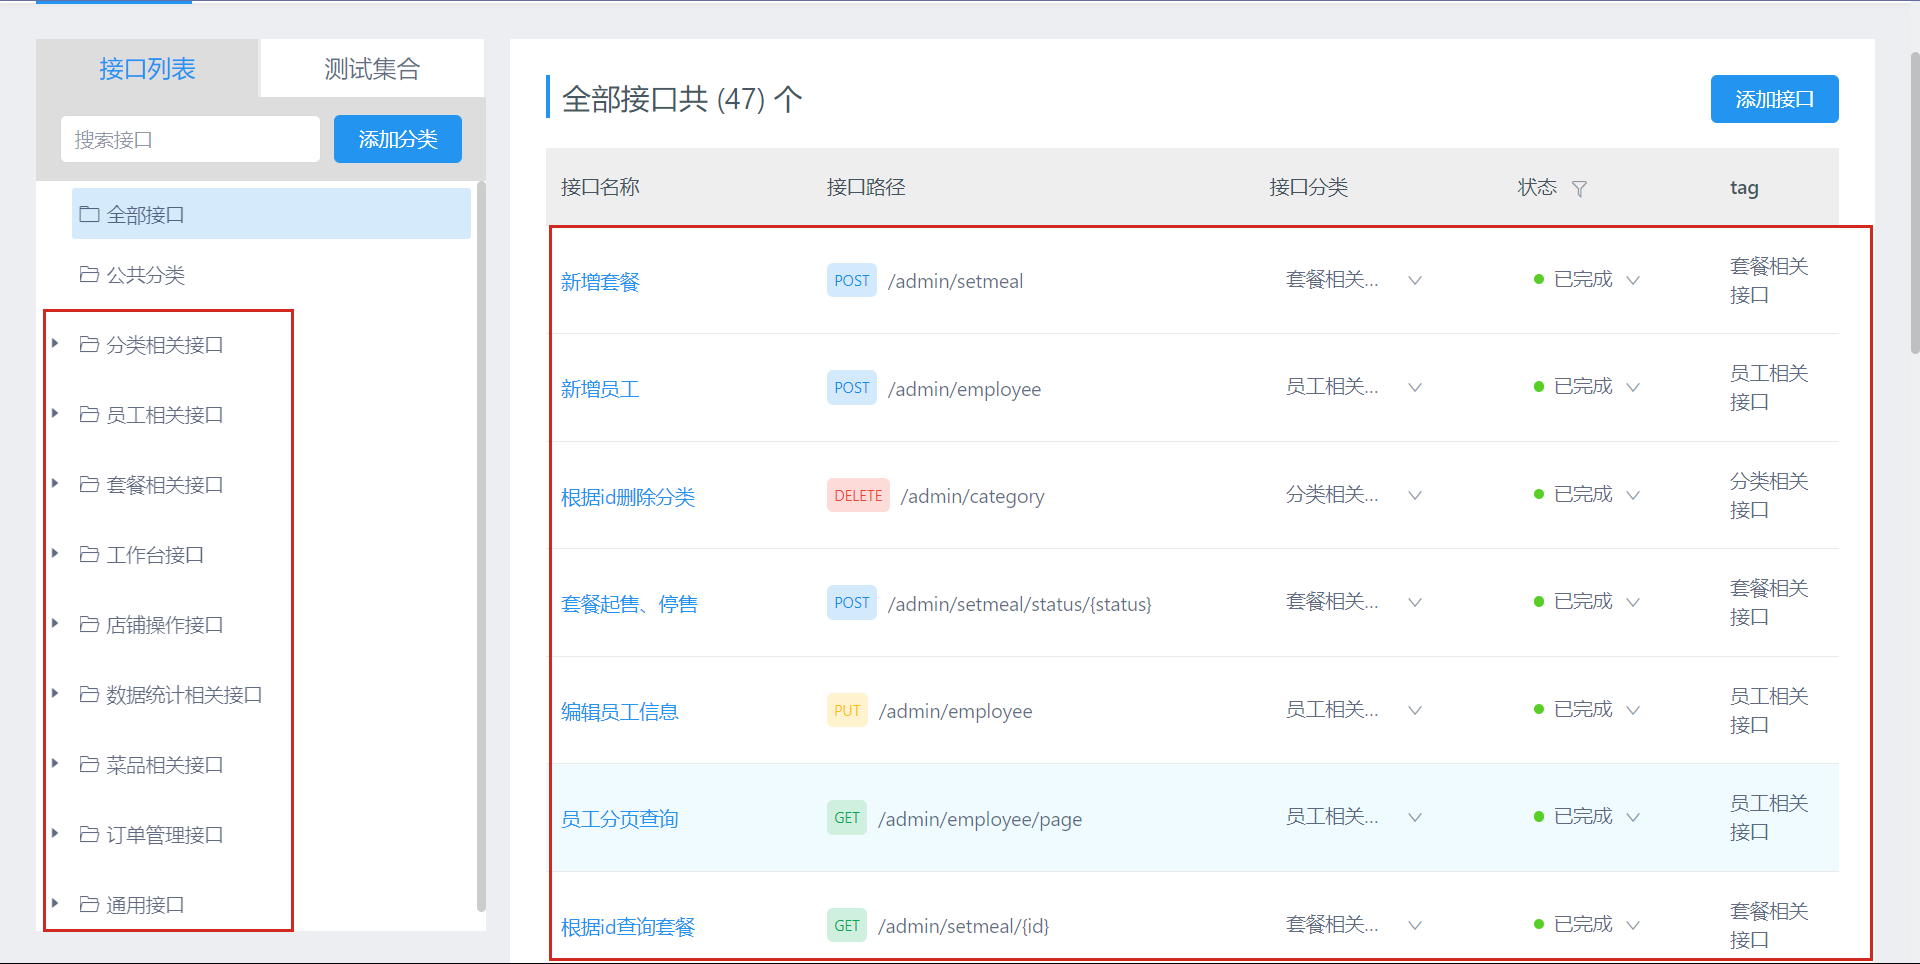 接口列表
测试集合
搜索接口
添加分类
全部接口
公共分类
分类相关接口
员工相关接口
套餐相关接口
工作台接口
店铺操作接口
数据统计相关接口
菜品相关接口
订单管理接口
通用接口
全部接口共 (47) 个
添加接口
接口名称 接口路径 接口分类 状态 tag
新增套餐 POST /admin/setmeal 套餐相关... 已完成 套餐相关
接口
新增员工 POST /admin/employee 员工相关... 已完成 员工相关
接口
根据id删除分类 DELETE /admin/category 分类相关... 已完成 分类相关
接口
套餐起售、停售 POST /admin/setmeal/status/{status} 套餐相关... 已完成 套餐相关
接口
编辑员工信息 PUT /admin/employee 员工相关... 已完成 员工相关
接口
员工分页查询 GET /admin/employee/page 员工相关... 已完成 员工相关
接口
根据id查询套餐 GET /admin/setmeal/{id} 套餐相关... 已完成 套餐相关
接口